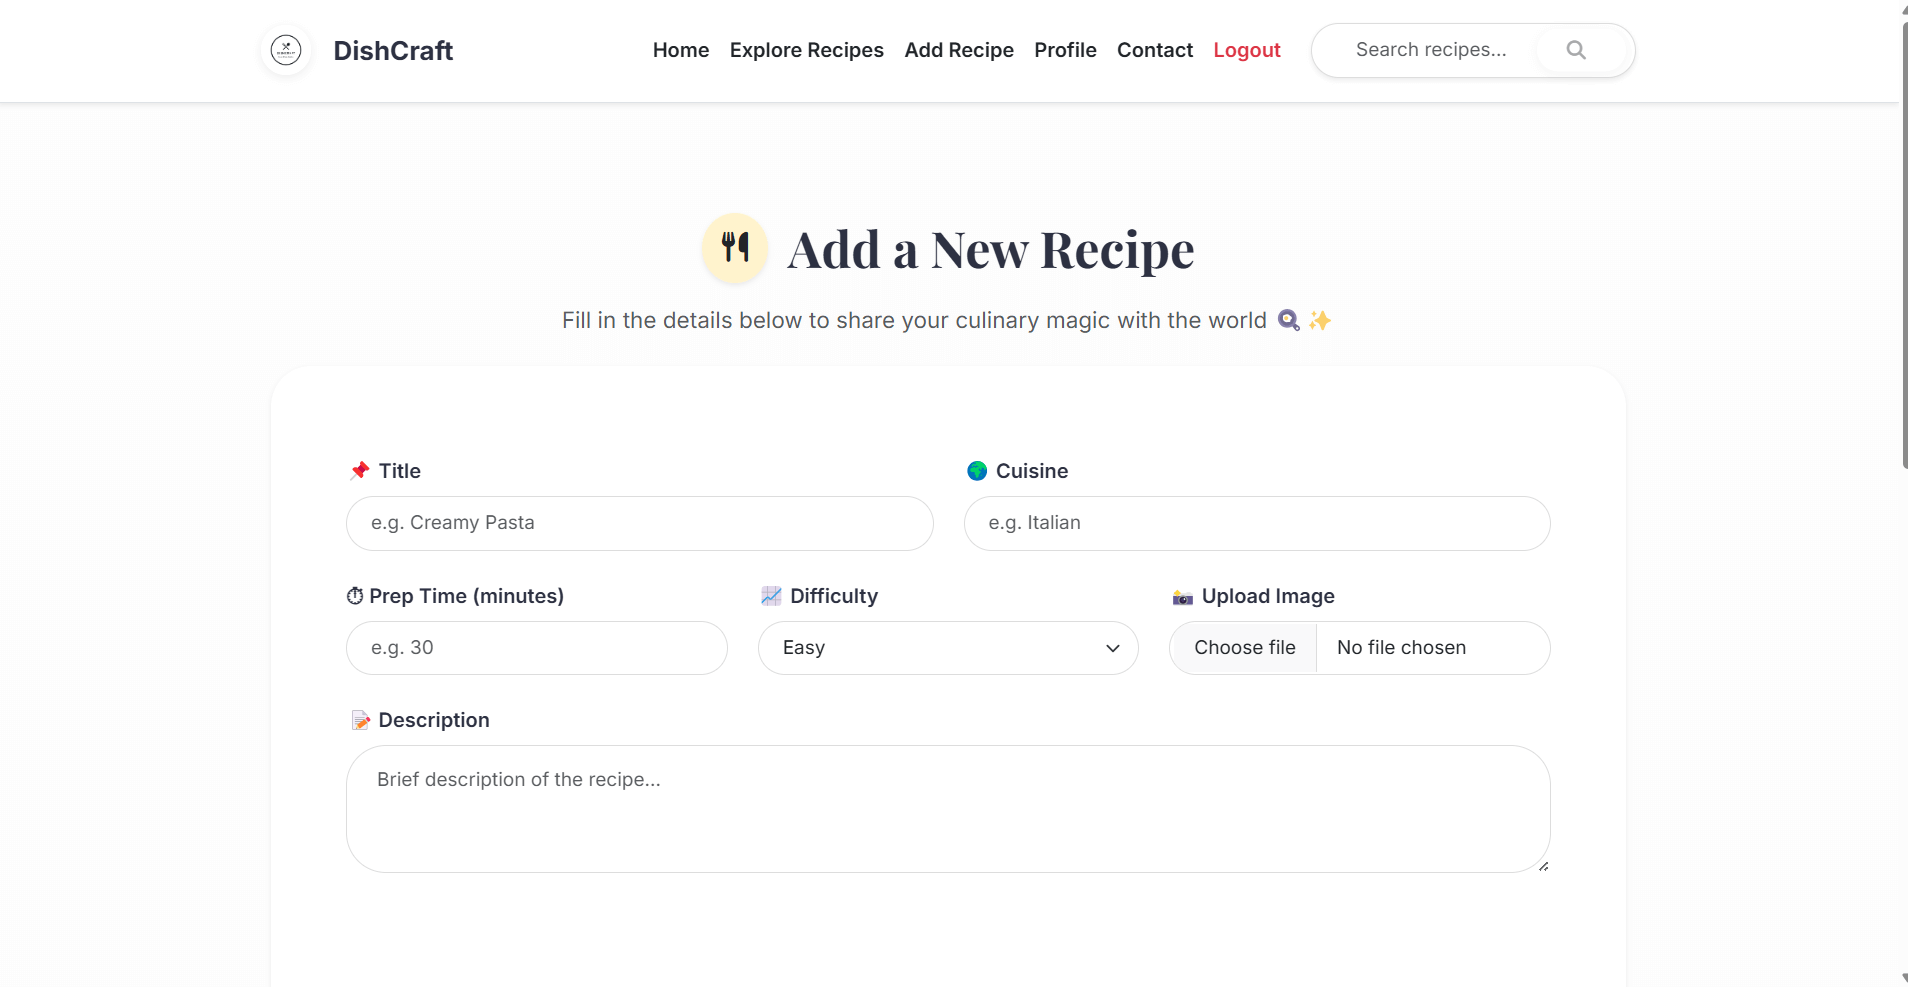 DishCraft
Home Explore Recipes Add Recipe Profile Contact Logout Search recipes...
Add a New Recipe
Fill in the details below to share your culinary magic with the world 🍳 ✨
📌 Title
🌍 Cuisine
e.g. Creamy Pasta
e.g. Italian
⏱ Prep Time (minutes)
📈 Difficulty
📸 Upload Image
e.g. 30
Easy
Choose file No file chosen
📝 Description
Brief description of the recipe...